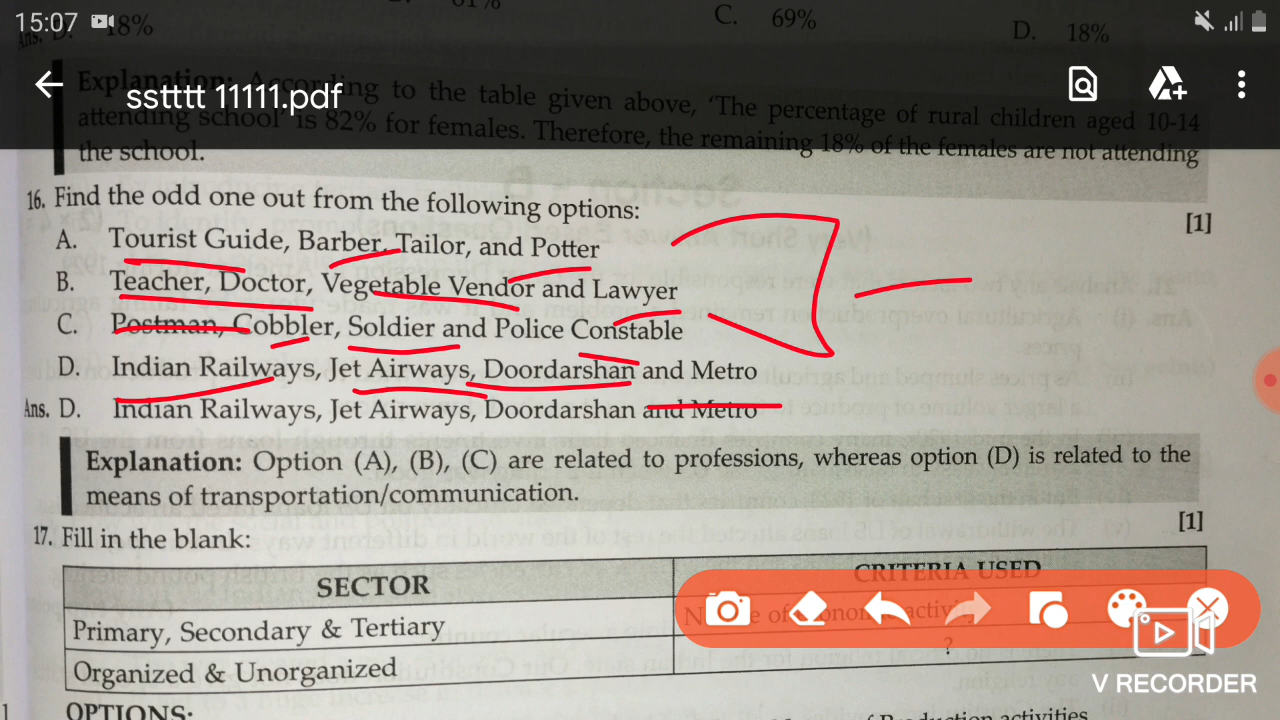 15:07
61%
C. 69%
Ans. D. 18%
D. 18%
sstttt 11111.pdf
Explanation: According to the table given above, 'The percentage of rural children aged 10-14
attending school' is 82% for females. Therefore, the remaining 18% of the females are not attending
the school.
16. Find the odd one out from the following options: [1]
A. Tourist Guide, Barber, Tailor, and Potter
B. Teacher, Doctor, Vegetable Vendor and Lawyer
C. Postman, Cobbler, Soldier and Police Constable
D. Indian Railways, Jet Airways, Doordarshan and Metro
Ans. D. Indian Railways, Jet Airways, Doordarshan and Metro
Explanation: Option (A), (B), (C) are related to professions, whereas option (D) is related to the
means of transportation/communication.
17. Fill in the blank: [1]
SECTOR CRITERIA USED
Primary, Secondary & Tertiary
Organized & Unorganized ?
OPTIONS:
of Production activities
V RECORDER